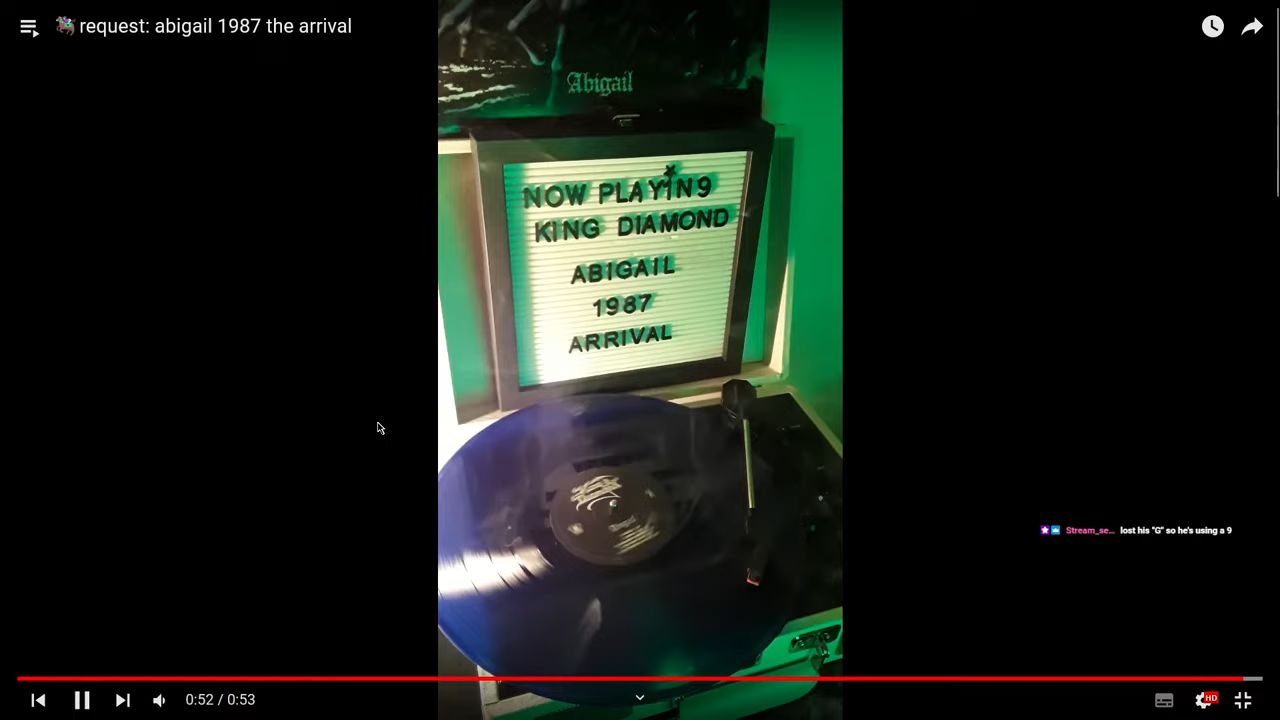 request: abigail 1987 the arrival
Abigail
NOW PLAYIN9
KING DIAMOND
ABIGAIL
1987
ARRIVAL
Stream_se... lost his "G" so he's using a 9
0:52 / 0:53
HD